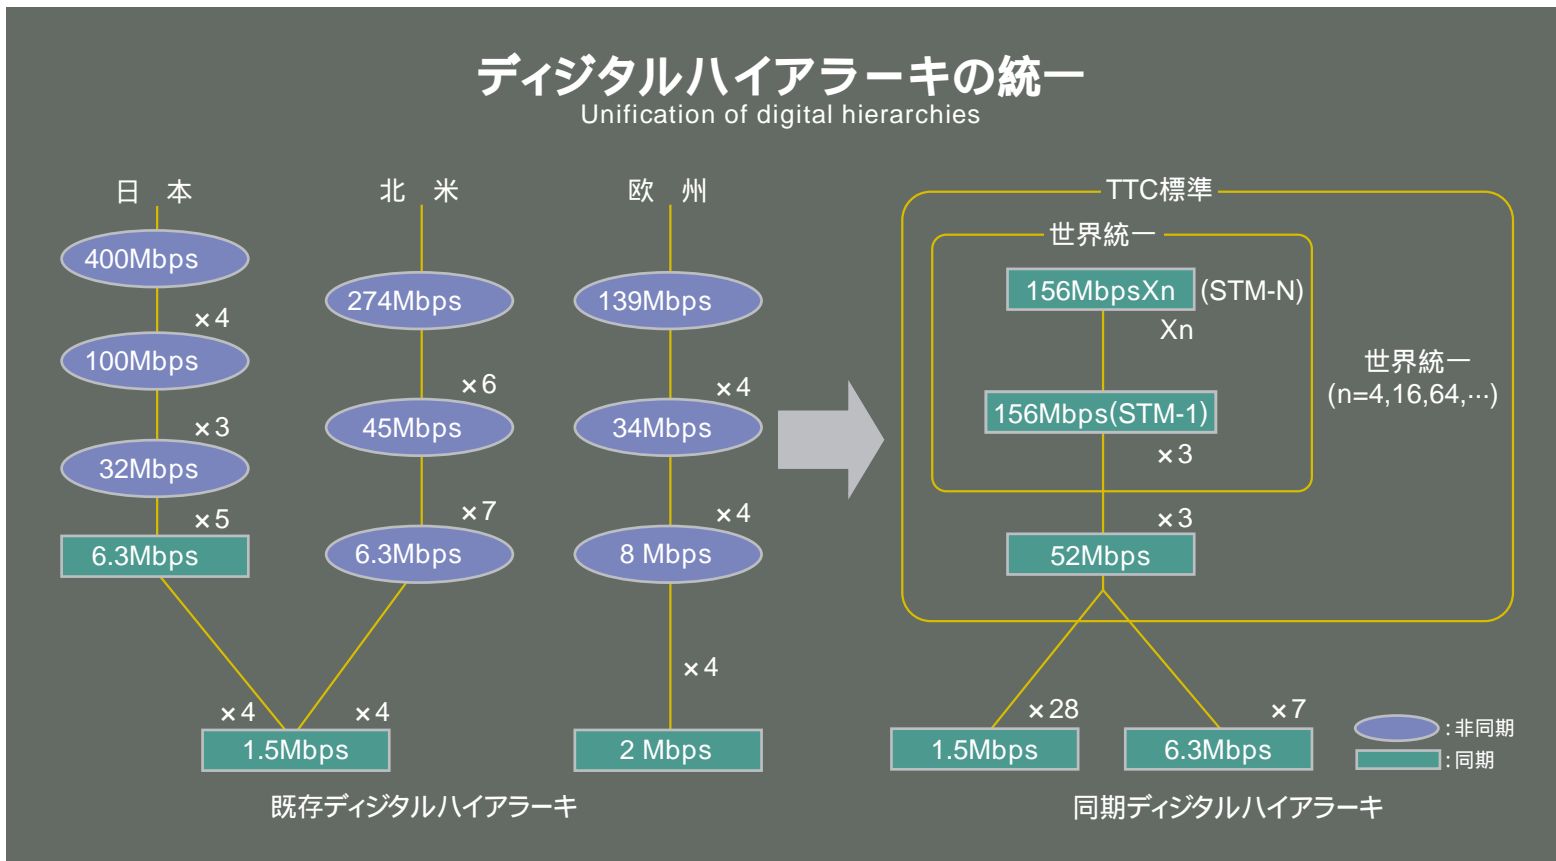 ディジタルハイアラーキの統一
Unification of digital hierarchies
日 本
400Mbps
×4
100Mbps
×3
32Mbps
×5
6.3Mbps
×4
北 米
274Mbps
×6
45Mbps
×7
6.3Mbps
×4
1.5Mbps
欧 州
139Mbps
×4
34Mbps
×4
8 Mbps
×4
2 Mbps
既存ディジタルハイアラーキ
TTC標準
世界統一
156MbpsXn (STM-N)
Xn
156Mbps(STM-1)
×3
世界統一
(n=4,16,64,…)
×3
52Mbps
×28
1.5Mbps
×7
6.3Mbps
:非同期
:同期
同期ディジタルハイアラーキ